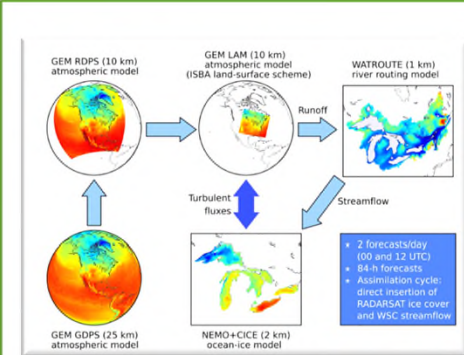 GEM RDPS (10 km)
atmospheric model
GEM LAM (10 km)
atmospheric model
(ISBA land-surface scheme)
WATROUTE (1 km)
river routing model
Runoff
Turbulent
fluxes
Streamflow
GEM GDPS (25 km)
atmospheric model
NEMO+CICE (2 km)
ocean-ice model
2 forecasts/day
(00 and 12 UTC)
84-h forecasts
Assimilation cycle:
direct insertion of
RADARSAT ice cover
and WSC streamflow